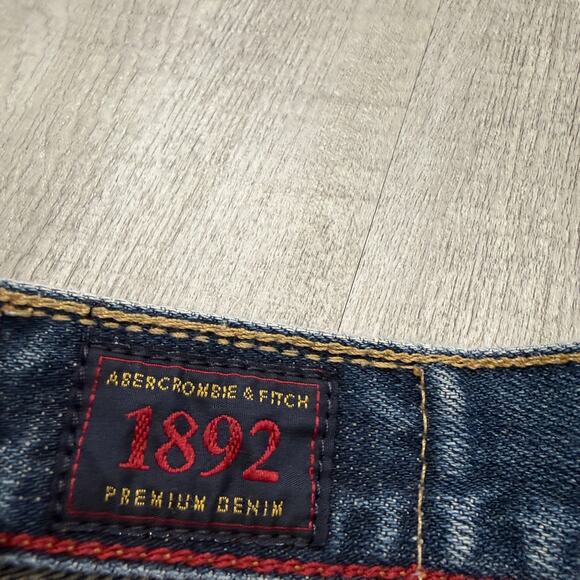 ABERCROMBIE & FITCH
1892
PREMIUM DENIM